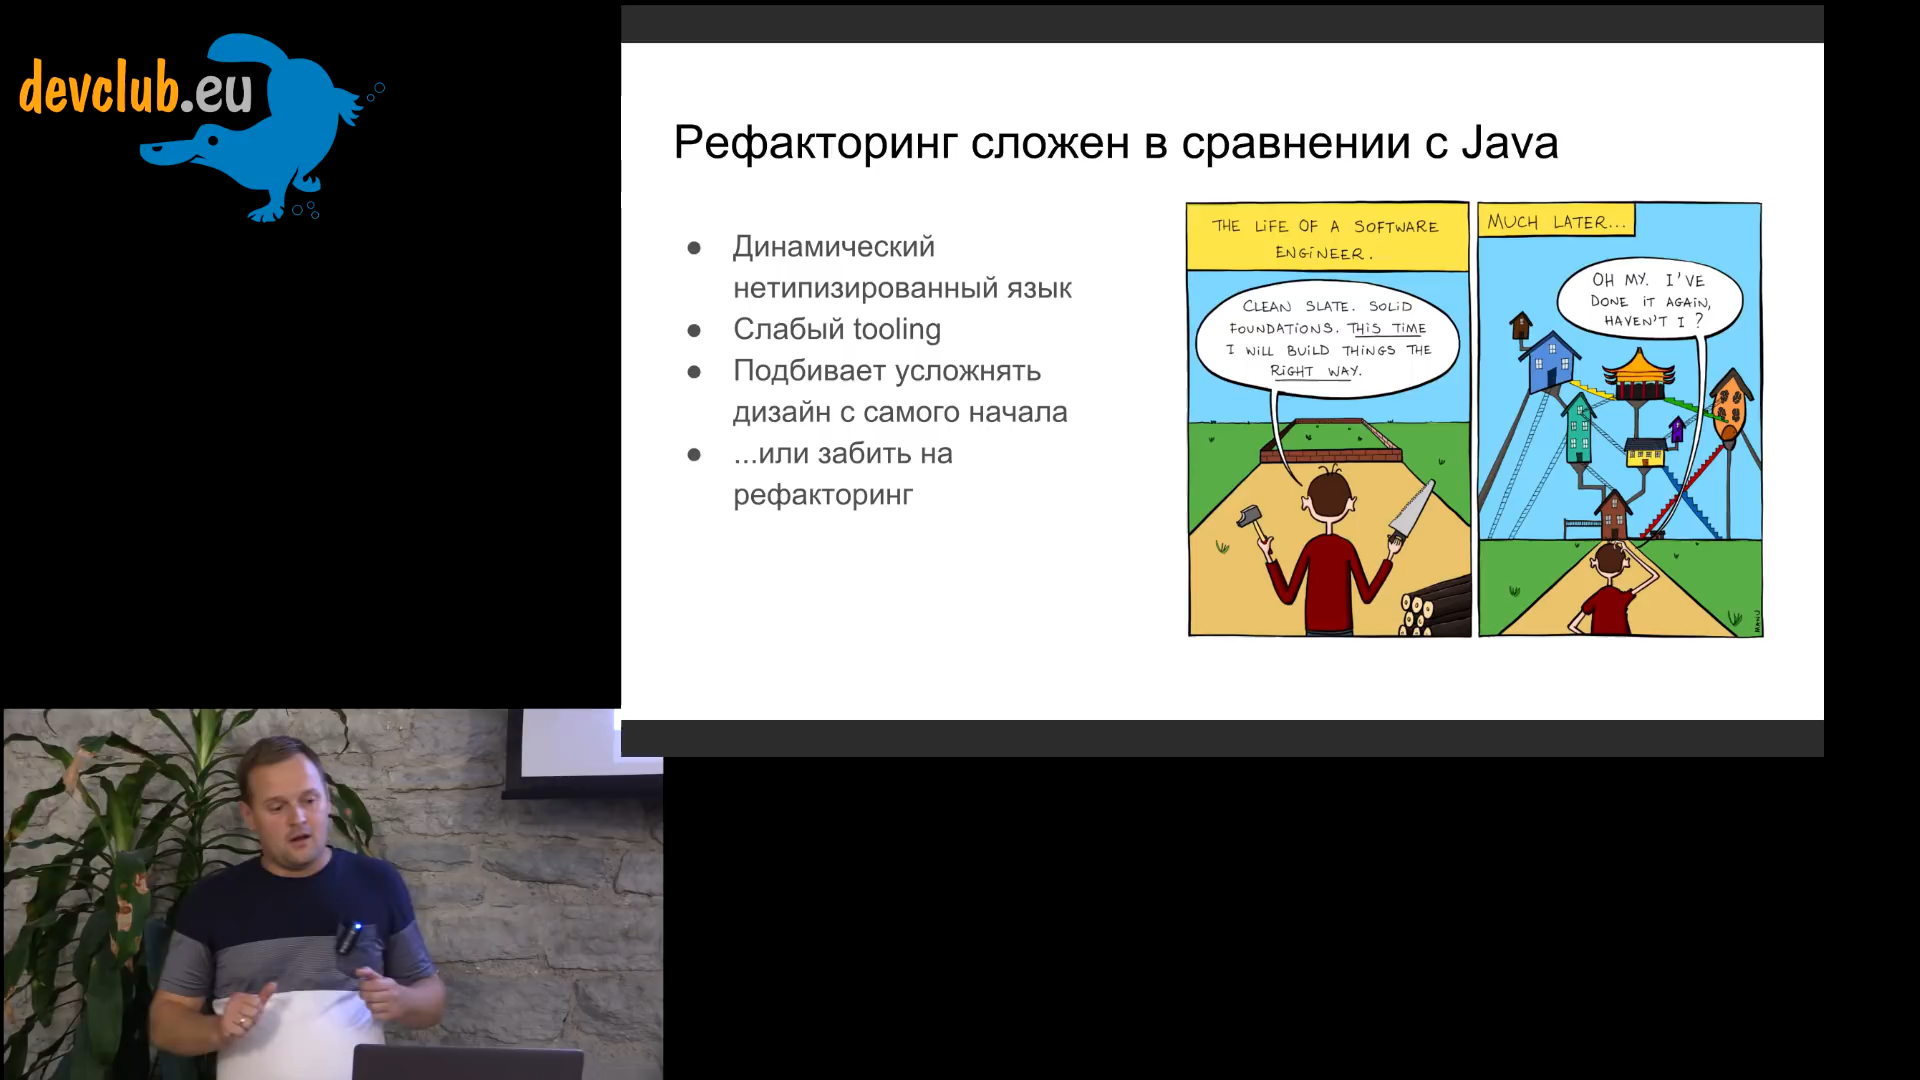 devclub.eu
Рефакторинг сложен в сравнении с Java
● Динамический
нетипизированный язык
● Слабый tooling
● Подбивает усложнять
дизайн с самого начала
● ...или забить на
рефакторинг
THE LIFE OF A SOFTWARE
ENGINEER.
CLEAN SLATE. SOLID
FOUNDATIONS. THIS TIME
I WILL BUILD THINGS THE
RIGHT WAY.
MUCH LATER...
OH MY. I'VE
DONE IT AGAIN,
HAVEN'T I ?
MANU